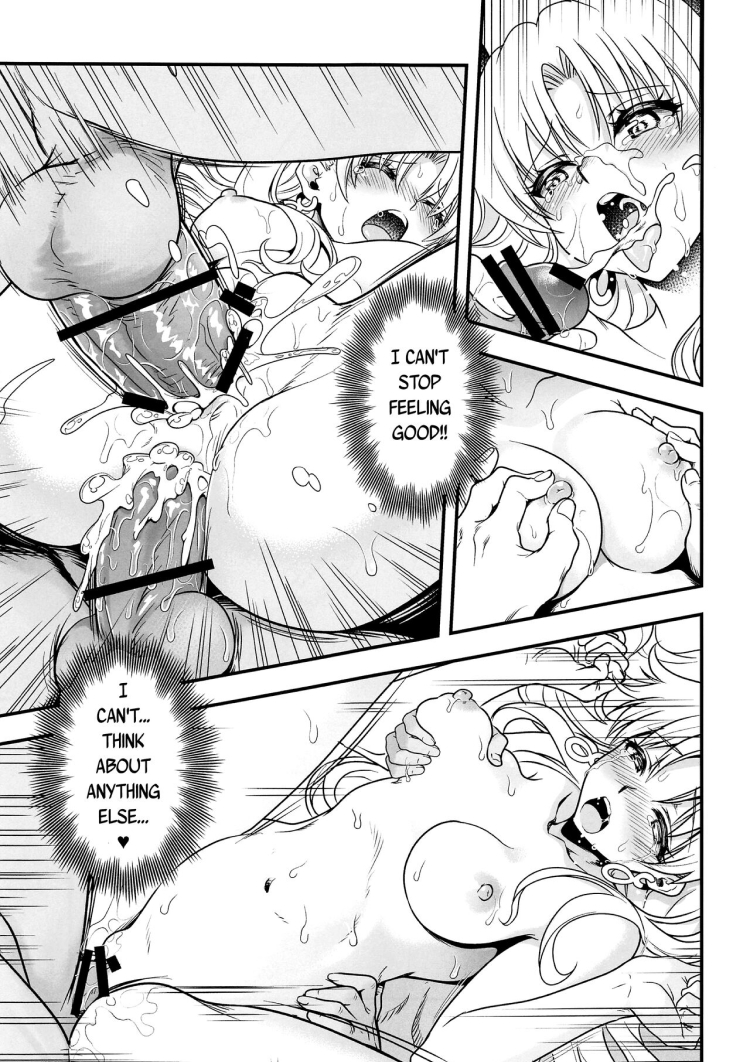 I CAN'T
STOP
FEELING
GOOD!!
I
CAN'T...
THINK
ABOUT
ANYTHING
ELSE...
♥